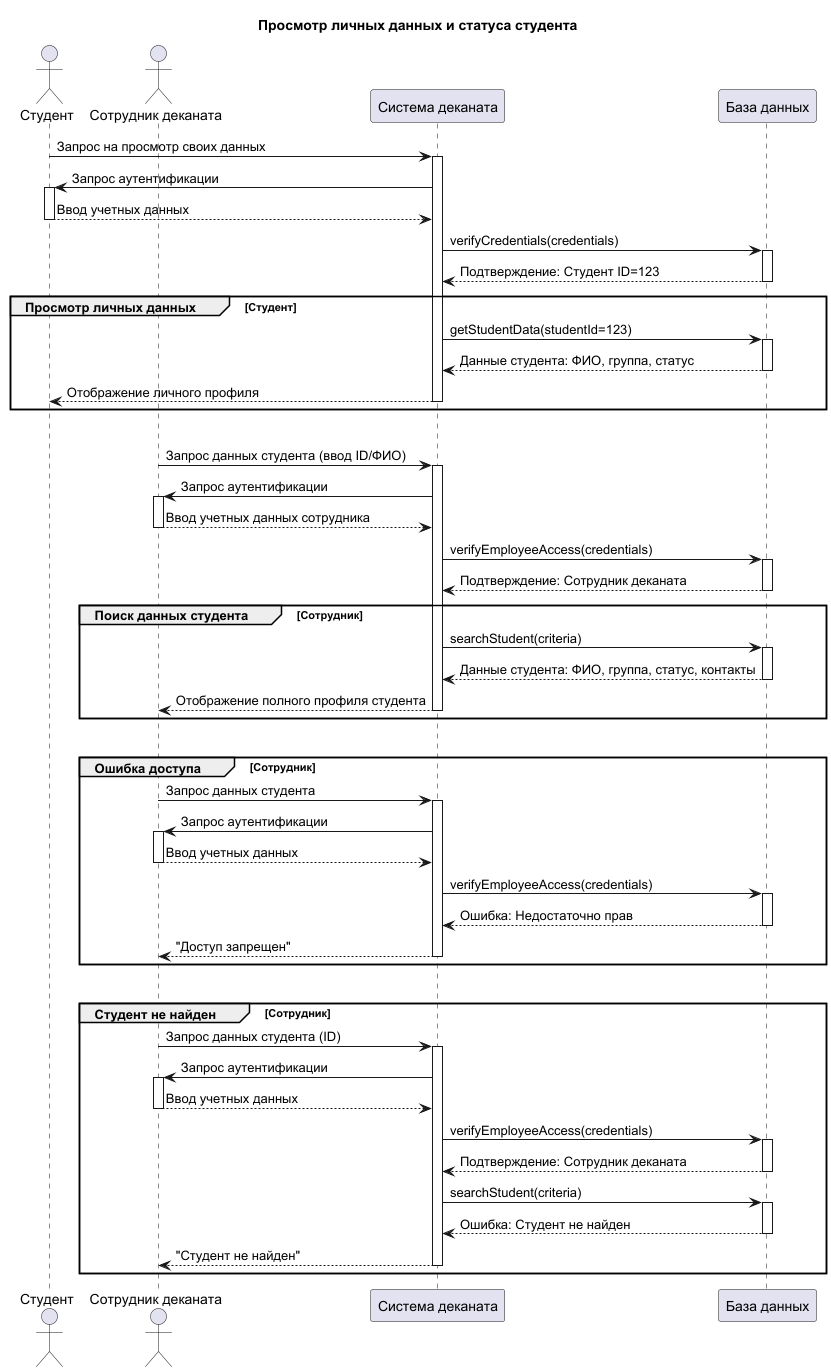 Просмотр личных данных и статуса студента
Студент
Сотрудник деканата
Система деканата
База данных
Запрос на просмотр своих данных
Запрос аутентификации
Ввод учетных данных
verifyCredentials(credentials)
Подтверждение: Студент ID=123
Просмотр личных данных [Студент]
getStudentData(studentId=123)
Данные студента: ФИО, группа, статус
Отображение личного профиля
Запрос данных студента (ввод ID/ФИО)
Запрос аутентификации
Ввод учетных данных сотрудника
verifyEmployeeAccess(credentials)
Подтверждение: Сотрудник деканата
Поиск данных студента [Сотрудник]
searchStudent(criteria)
Данные студента: ФИО, группа, статус, контакты
Отображение полного профиля студента
Ошибка доступа [Сотрудник]
Запрос данных студента
Запрос аутентификации
Ввод учетных данных
verifyEmployeeAccess(credentials)
Ошибка: Недостаточно прав
"Доступ запрещен"
Студент не найден [Сотрудник]
Запрос данных студента (ID)
Запрос аутентификации
Ввод учетных данных
verifyEmployeeAccess(credentials)
Подтверждение: Сотрудник деканата
searchStudent(criteria)
Ошибка: Студент не найден
"Студент не найден"
Студент
Сотрудник деканата
Система деканата
База данных